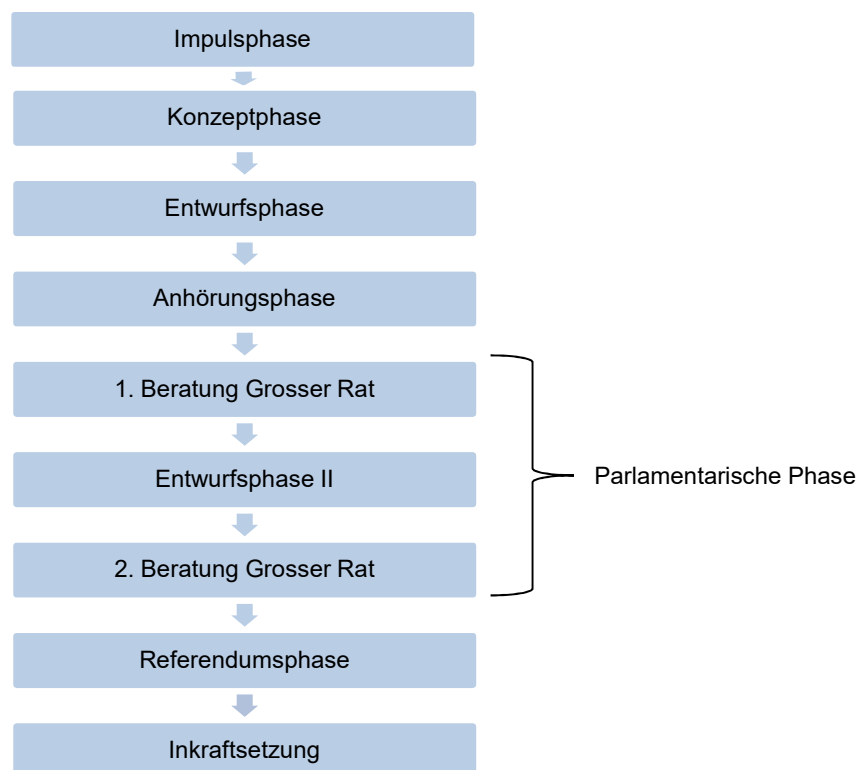 Impulsphase
Konzeptphase
Entwurfsphase
Anhörungsphase
1. Beratung Grosser Rat
Entwurfsphase II
Parlamentarische Phase
2. Beratung Grosser Rat
Referendumsphase
Inkraftsetzung